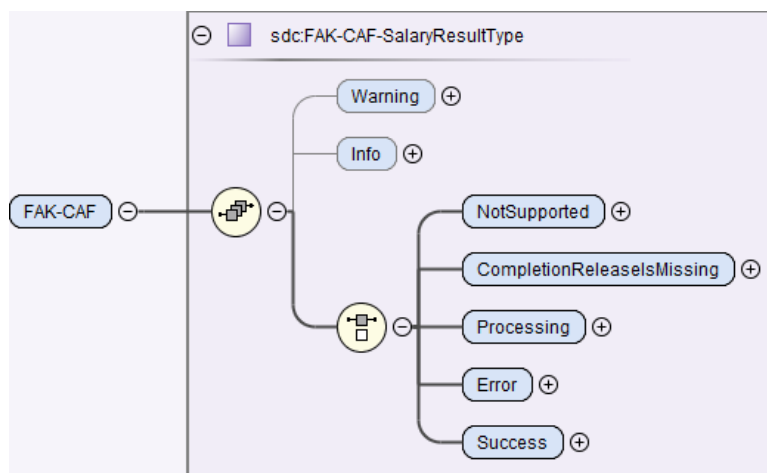 sdc:FAK-CAF-SalaryResultType
Warning
Info
FAK-CAF
NotSupported
CompletionReleaseIsMissing
Processing
Error
Success